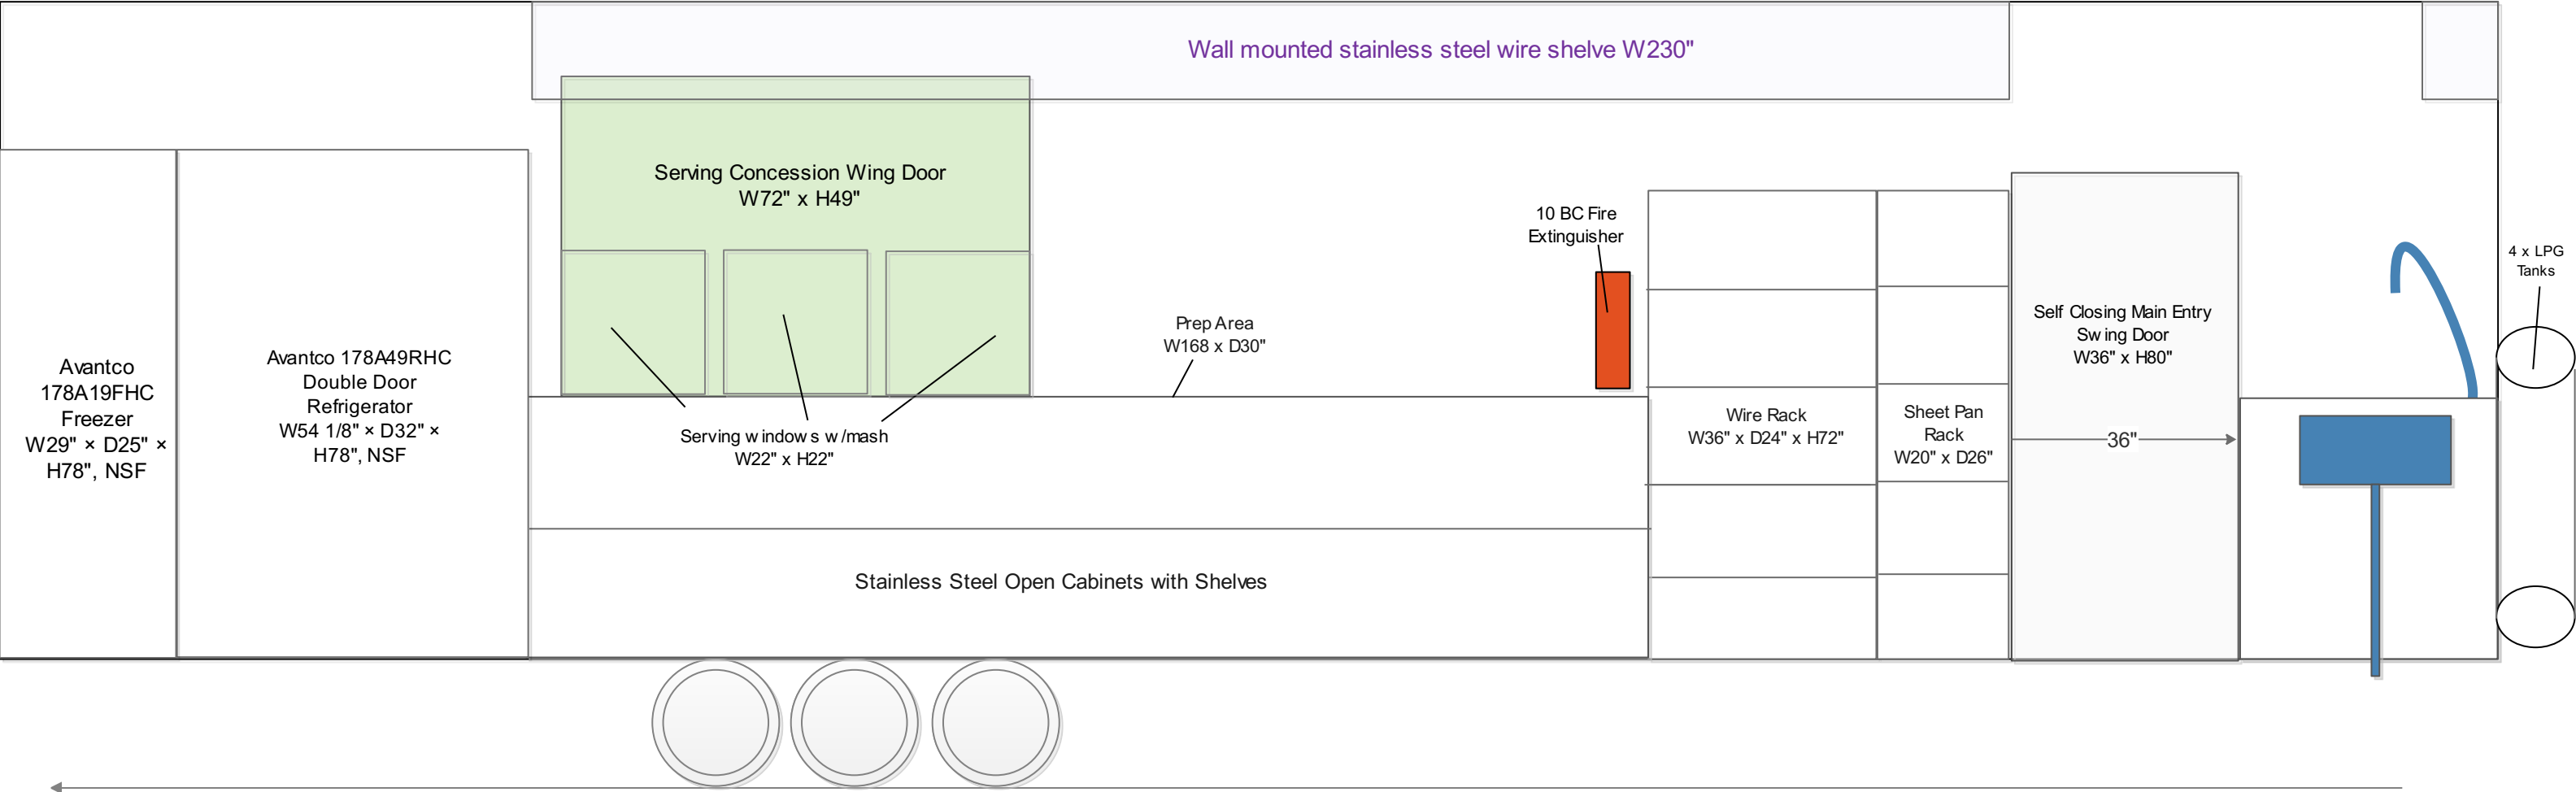 Wall mounted stainless steel wire shelve W230"
Serving Concession Wing Door
W72" x H49"
10 BC Fire
Extinguisher
4 x LPG
Tanks
Prep Area
W168 x D30"
Self Closing Main Entry
Swing Door
W36" x H80"
Avantco
178A19FHC
Freezer
W29" × D25" ×
H78", NSF
Avantco 178A49RHC
Double Door
Refrigerator
W54 1/8" × D32" ×
H78", NSF
Serving windows w/mash
W22" x H22"
Wire Rack
W36" x D24" x H72"
Sheet Pan
Rack
W20" x D26"
36"
Stainless Steel Open Cabinets with Shelves